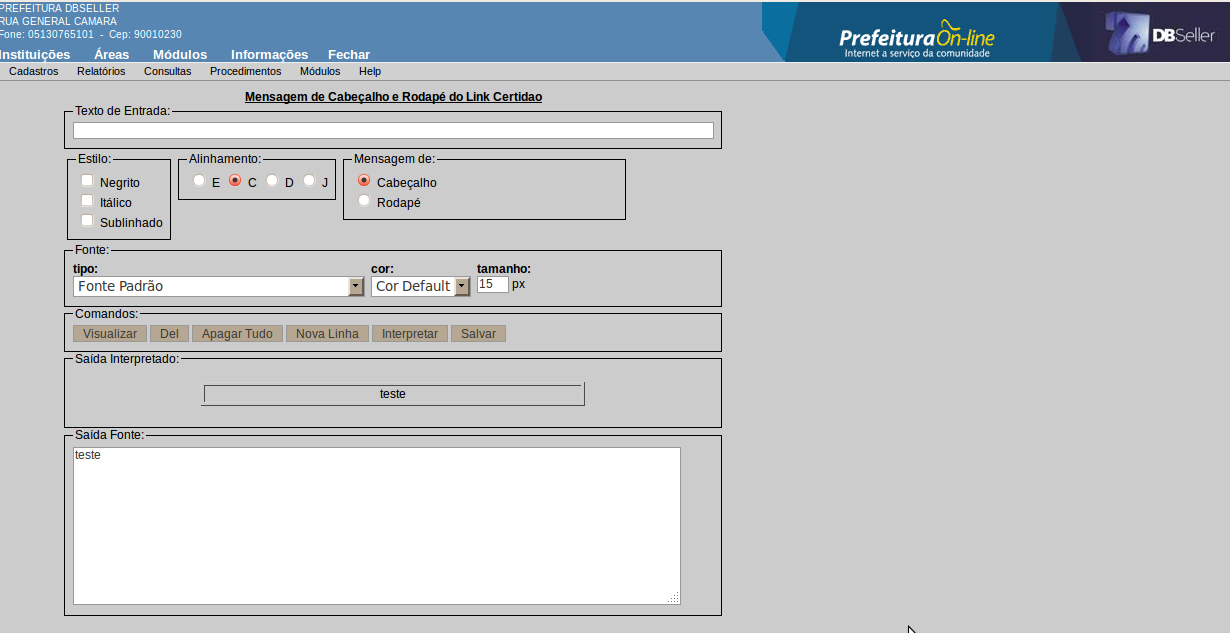 PREFEITURA DBSELLER
RUA GENERAL CAMARA
Fone: 05130765101 - Cep: 90010230
Instituições Áreas Módulos Informações Fechar
PrefeituraOn-line
Internet a serviço da comunidade
DBSeller
Cadastros Relatórios Consultas Procedimentos Módulos Help
Mensagem de Cabeçalho e Rodapé do Link Certidao
Texto de Entrada:
Estilo: Alinhamento: Mensagem de:
Negrito E C D J Cabeçalho
Itálico Rodapé
Sublinhado
Fonte:
tipo: cor: tamanho:
Fonte Padrão Cor Default 15 px
Comandos:
Visualizar Del Apagar Tudo Nova Linha Interpretar Salvar
Saída Interpretado:
teste
Saída Fonte:
teste